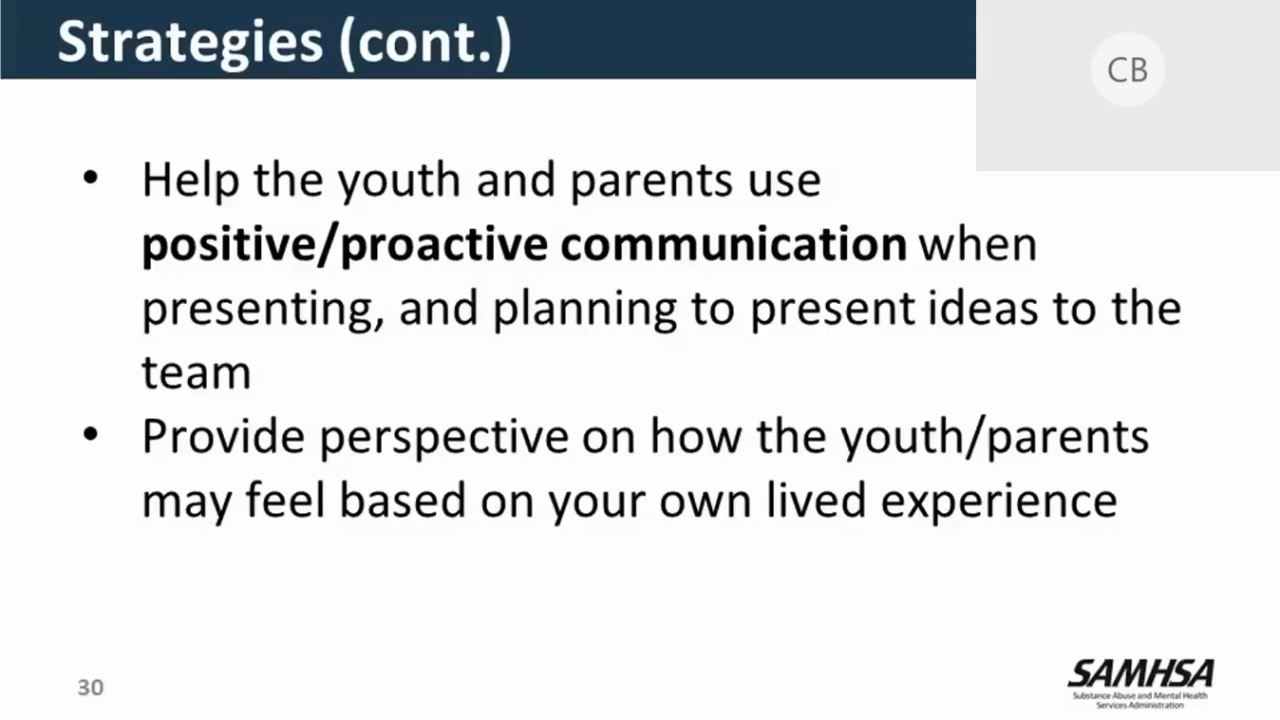 Strategies (cont.)
CB
• Help the youth and parents use
positive/proactive communication when
presenting, and planning to present ideas to the
team
• Provide perspective on how the youth/parents
may feel based on your own lived experience
30
SAMHSA
Substance Abuse and Mental Health
Services Administration